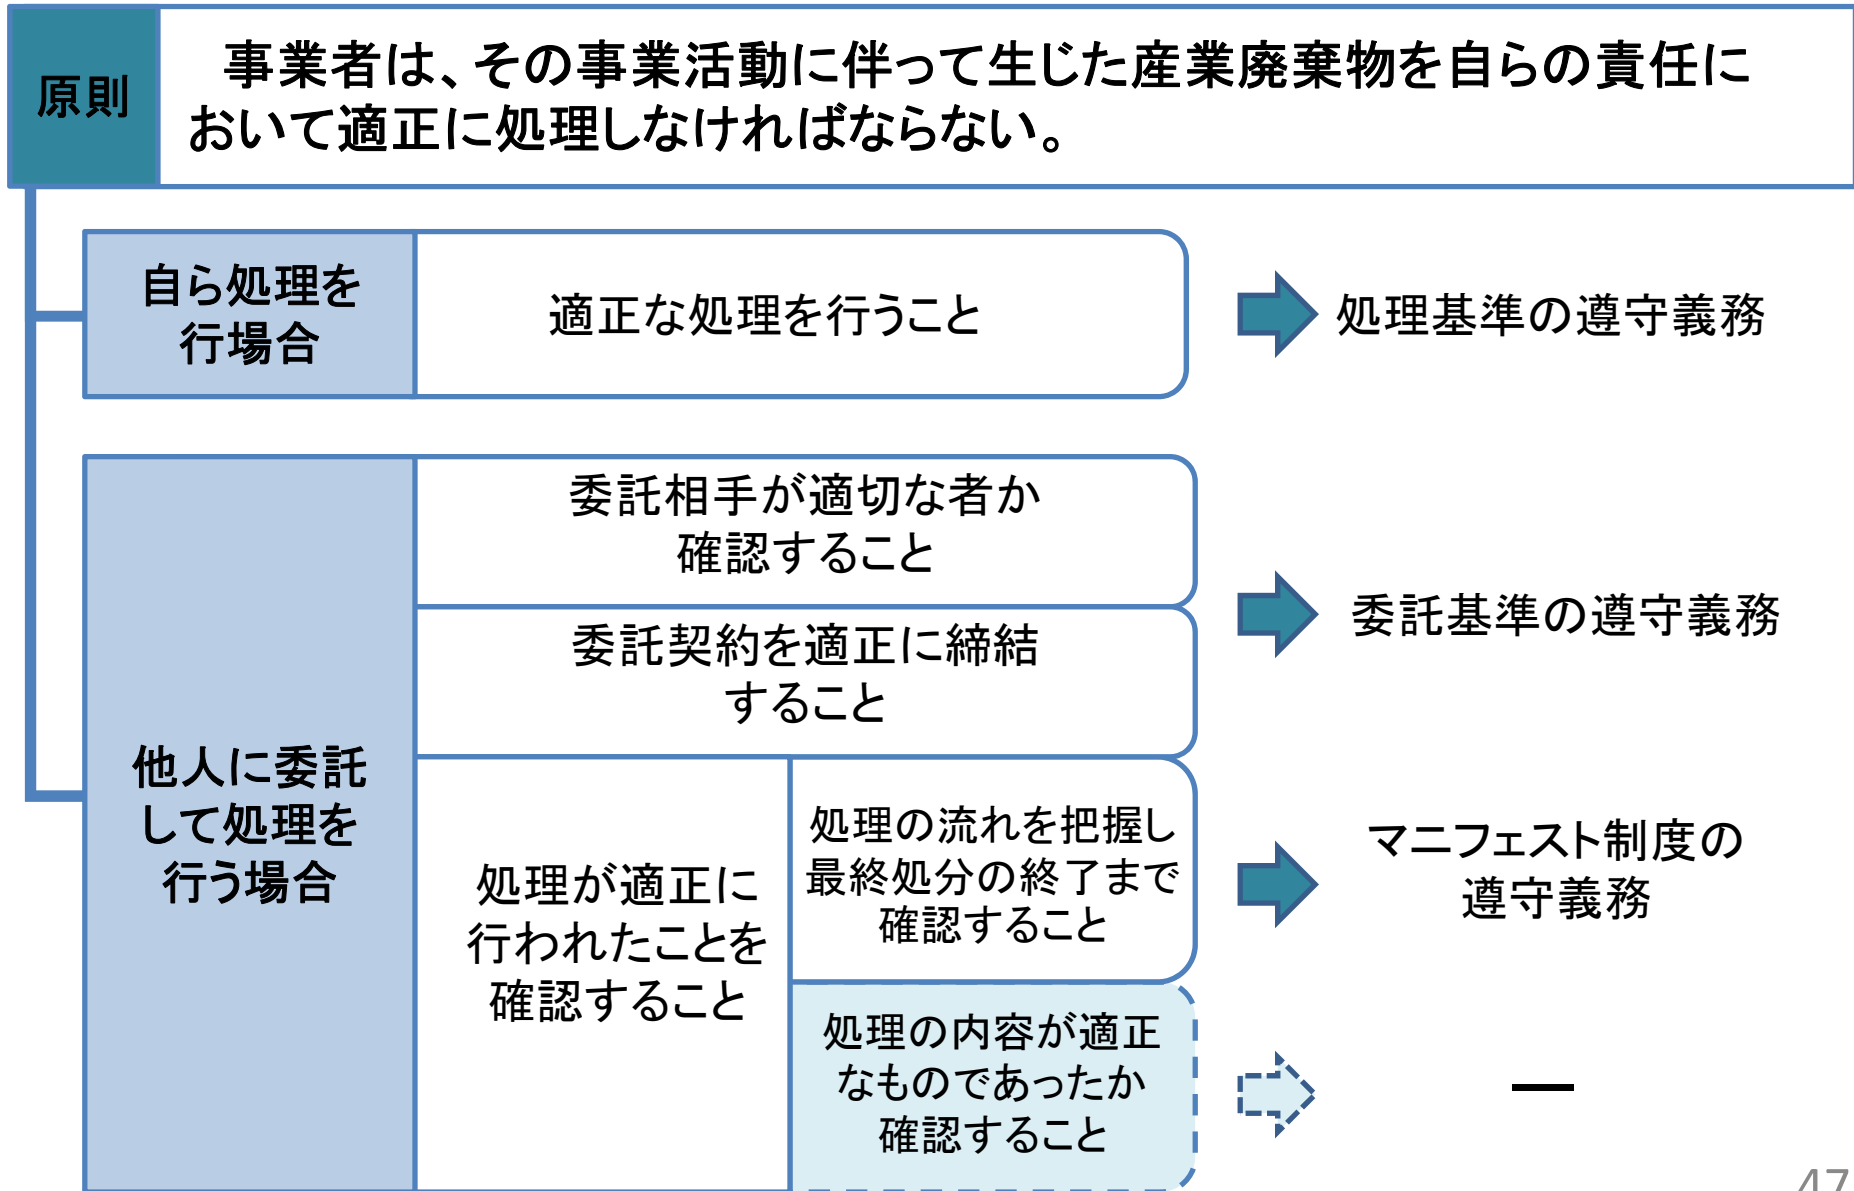 原則
事業者は、その事業活動に伴って生じた産業廃棄物を自らの責任に
おいて適正に処理しなければならない。
自ら処理を
行場合
適正な処理を行うこと
処理基準の遵守義務
他人に委託
して処理を
行う場合
委託相手が適切な者か
確認すること
委託契約を適正に締結
すること
委託基準の遵守義務
処理が適正に
行われたことを
確認すること
処理の流れを把握し
最終処分の終了まで
確認すること
マニフェスト制度の
遵守義務
処理の内容が適正
なものであったか
確認すること
―
47